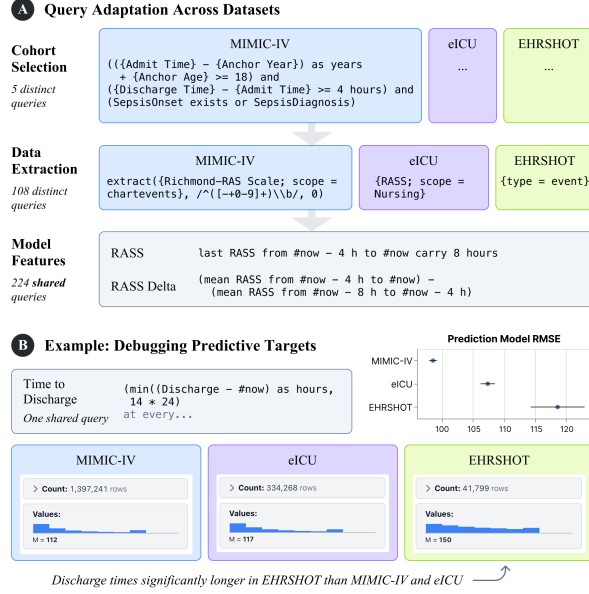 A Query Adaptation Across Datasets
Cohort
Selection
5 distinct
queries
MIMIC-IV
(({Admit Time} − {Anchor Year}) as years
+ {Anchor Age} >= 18) and
({Discharge Time} − {Admit Time} >= 4 hours) and
(SepsisOnset exists or SepsisDiagnosis)
eICU
...
EHRSHOT
...
Data
Extraction
108 distinct
queries
MIMIC-IV
extract({Richmond-RAS Scale; scope =
chartevents}, /^([-+0-9]+)\\b/, 0)
eICU
{RASS; scope =
Nursing}
EHRSHOT
{type = event}
Model
Features
224 shared
queries
RASS last RASS from #now − 4 h to #now carry 8 hours
RASS Delta (mean RASS from #now − 4 h to #now) −
(mean RASS from #now − 8 h to #now − 4 h)
B Example: Debugging Predictive Targets
Time to
Discharge
One shared query
(min((Discharge − #now) as hours,
14 * 24)
at every...
Prediction Model RMSE
MIMIC-IV
eICU
EHRSHOT
100 105 110 115 120
MIMIC-IV
Count: 1,397,241 rows
Values:
M = 112
eICU
Count: 334,268 rows
Values:
M = 117
EHRSHOT
Count: 41,799 rows
Values:
M = 150
Discharge times significantly longer in EHRSHOT than MIMIC-IV and eICU